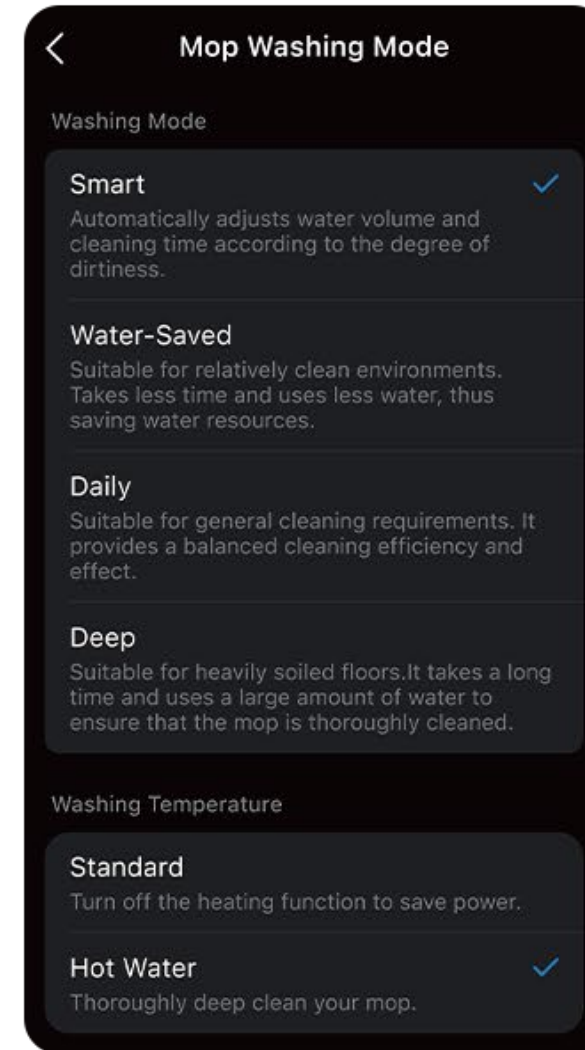 Mop Washing Mode
Washing Mode
Smart
Automatically adjusts water volume and
cleaning time according to the degree of
dirtiness.
Water-Saved
Suitable for relatively clean environments.
Takes less time and uses less water, thus
saving water resources.
Daily
Suitable for general cleaning requirements. It
provides a balanced cleaning efficiency and
effect.
Deep
Suitable for heavily soiled floors.It takes a long
time and uses a large amount of water to
ensure that the mop is thoroughly cleaned.
Washing Temperature
Standard
Turn off the heating function to save power.
Hot Water
Thoroughly deep clean your mop.